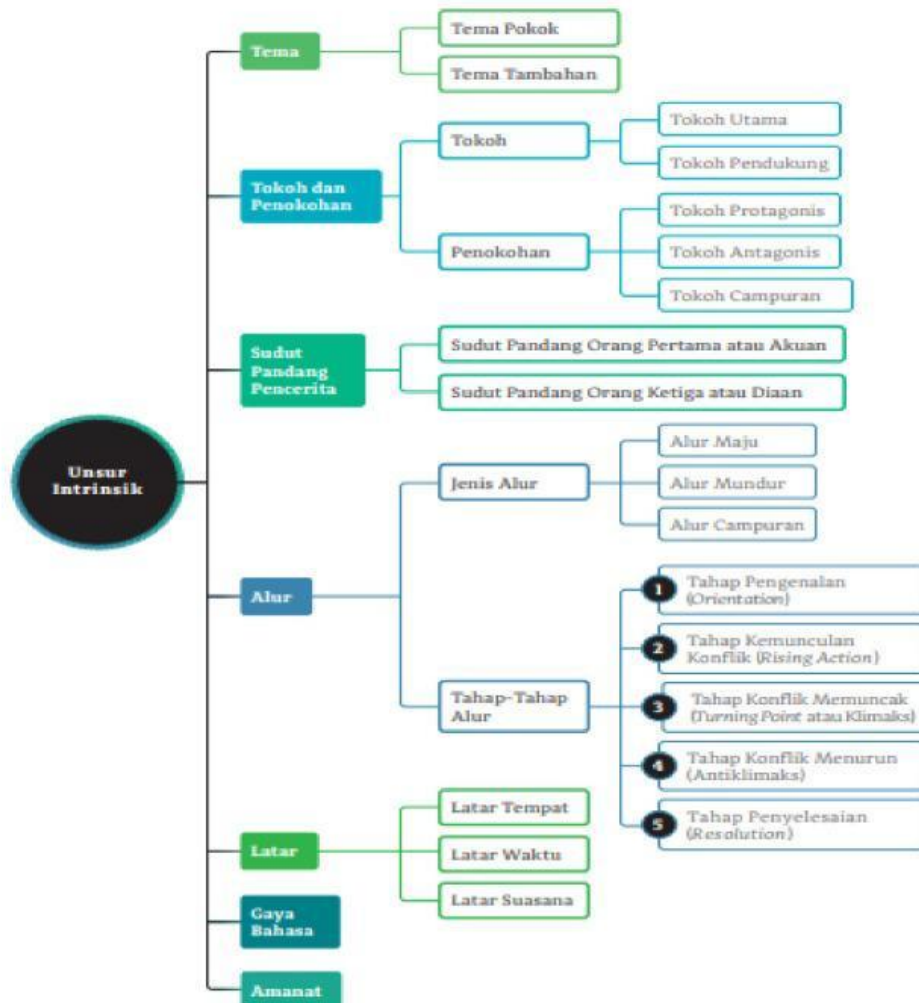 Unsur
Intrinsik
Tema
Tema Pokok
Tema Tambahan
Tokoh dan
Penokohan
Tokoh
Tokoh Utama
Tokoh Pendukung
Penokohan
Tokoh Protagonis
Tokoh Antagonis
Tokoh Campuran
Sudut
Pandang
Pencerita
Sudut Pandang Orang Pertama atau Akuan
Sudut Pandang Orang Ketiga atau Diaan
Alur
Jenis Alur
Alur Maju
Alur Mundur
Alur Campuran
Tahap-Tahap
Alur
1 Tahap Pengenalan
(Orientation)
2 Tahap Kemunculan
Konflik (Rising Action)
3 Tahap Konflik Memuncak
(Turning Point atau Klimaks)
4 Tahap Konflik Menurun
(Antiklimaks)
5 Tahap Penyelesaian
(Resolution)
Latar
Latar Tempat
Latar Waktu
Latar Suasana
Gaya
Bahasa
Amanat